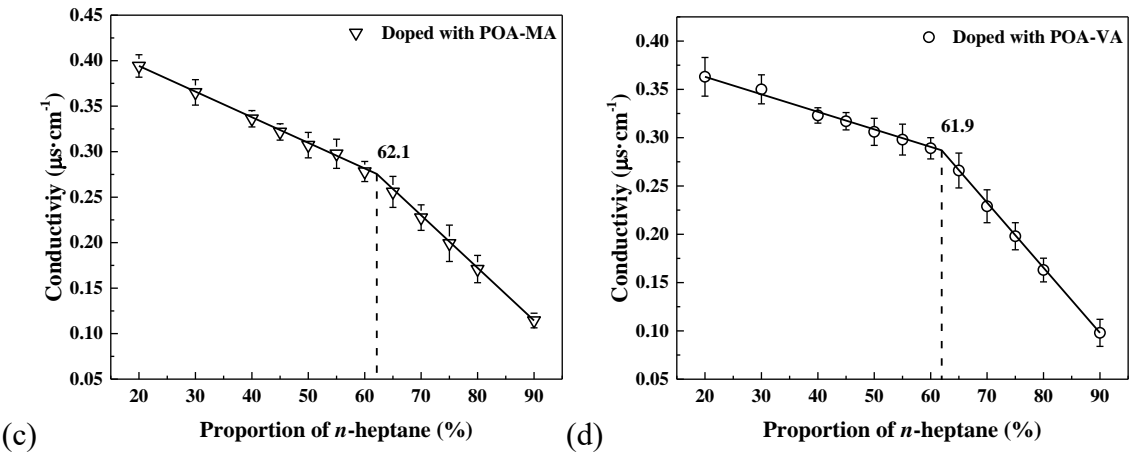 0.45
0.40
0.35
0.30
0.25
0.20
0.15
0.10
0.05
Conductiviy (μs·cm-1)
Doped with POA-MA
62.1
20 30 40 50 60 70 80 90
Proportion of n-heptane (%)
(c)
0.40
0.35
0.30
0.25
0.20
0.15
0.10
0.05
Conductiviy (μs·cm-1)
Doped with POA-VA
61.9
20 30 40 50 60 70 80 90
Proportion of n-heptane (%)
(d)